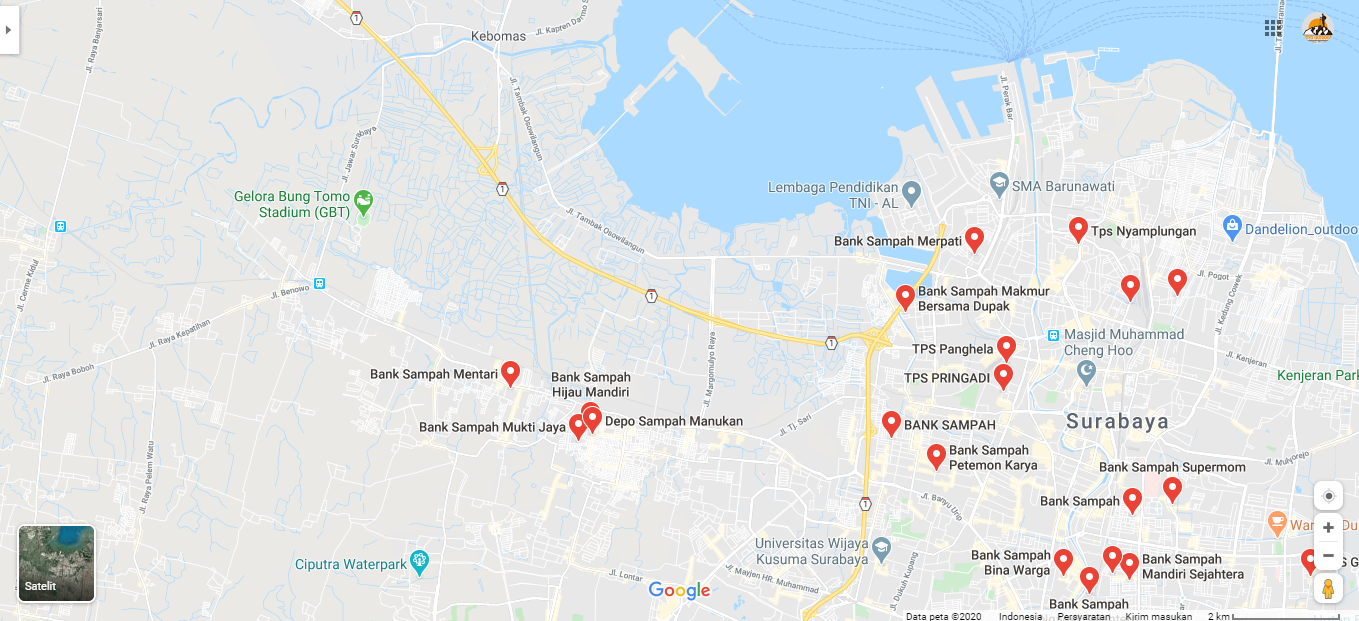 Kebomas
Jl. Kapten Darmo S
Jl. Raya Banjarsari
Jl. Tambak Osowilangun
Jl. Perak Bar.
Jl. Jawar Surabaya
Lembaga Pendidikan
TNI - AL
SMA Barunawati
Gelora Bung Tomo
Stadium (GBT)
Jl. Tambak Osowilangun
Bank Sampah Merpati
Tps Nyamplungan
Dandelion_outdoo
Jl. Cerme Kidul
Jl. Benowo
Jl. Pogot
Jl. Kedung Cowek
Bank Sampah Makmur
Bersama Dupak
Jl. Raya Kepatihan
Masjid Muhammad
Cheng Hoo
TPS Panghela
Jl. Kenjeran
Jl. Margomulyo Raya
Jl. Raya Boboh
Bank Sampah Mentari
Bank Sampah
Hijau Mandiri
TPS PRINGADI
Kenjeran Park
Bank Sampah Mukti Jaya
Depo Sampah Manukan
Jl. Tj. Sari
BANK SAMPAH
Surabaya
Bank Sampah
Petemon Karya
Jl. Muhjorejo
Jl. Raya Pelem Watu
Bank Sampah Supermom
Jl. Banyu Urip
Bank Sampah
War
Du
Universitas Wijaya
Kusuma Surabaya
Bank Sampah
Bina Warga
Bank Sampah
Mandiri Sejahtera
S G
Ciputra Waterpark
Jl. Lontar
Jl. Mayjen HR. Muhammad
Jl. Dukuh Kupang
Satelit
Google
Bank Sampah
Data peta ©2020 Indonesia Persyaratan Kirim masukan 2 km